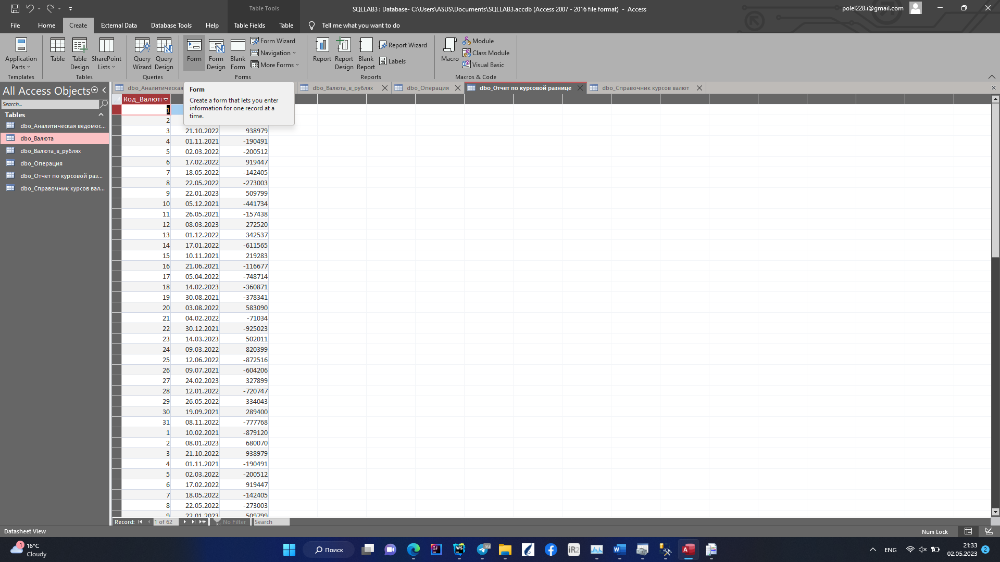 Table Tools
SQLLAB3 : Database- C:\Users\ASUS\Documents\SQLLAB3.accdb (Access 2007 - 2016 file format)  -  Access
polel228.i@gmail.com
File Home Create External Data Database Tools Help Table Fields Table Tell me what you want to do
Application Parts
Templates
Table
Table Design
SharePoint Lists
Tables
Query Wizard
Query Design
Queries
Form
Form Design
Blank Form
Form Wizard
Navigation
More Forms
Forms
Report
Report Design
Blank Report
Report Wizard
Labels
Reports
Macro
Module
Class Module
Visual Basic
Macros & Code
All Access Objects
Search...
Tables
dbo_Аналитическая ведомос...
dbo_Валюта
dbo_Валюта_в_рублях
dbo_Операция
dbo_Отчет по курсовой раз...
dbo_Справочник курсов вал...
dbo_Аналитическая
dbo_Валюта_в_рублях
dbo_Операция
dbo_Отчет по курсовой разнице
dbo_Справочник курсов валют
Form
Create a form that lets you enter
information for one record at a
time.
Код_Валюты
1
2
3 21.10.2022 938979
4 01.11.2021 -190491
5 02.03.2022 -200512
6 17.02.2022 919447
7 18.05.2022 -142405
8 22.05.2022 -273003
9 22.01.2023 509799
10 05.12.2021 -441734
11 26.05.2021 -157438
12 08.03.2023 272520
13 01.12.2022 342537
14 17.01.2022 -611565
15 10.11.2021 219283
16 21.06.2021 -116677
17 05.04.2022 -748714
18 14.02.2023 -360871
19 30.08.2021 -378341
20 03.08.2022 583090
21 04.02.2022 -71034
22 30.12.2021 -925023
23 14.03.2023 502011
24 09.03.2022 820399
25 12.06.2022 -872516
26 09.07.2021 -604206
27 24.02.2023 327899
28 12.01.2022 -720747
29 26.05.2022 334043
30 19.09.2021 289400
31 08.11.2022 -777768
1 10.02.2021 -879120
2 08.01.2023 680070
3 21.10.2022 938979
4 01.11.2021 -190491
5 02.03.2022 -200512
6 17.02.2022 919447
7 18.05.2022 -142405
8 22.05.2022 -273003
9 22.01.2023 509799
Record: 1 of 62 No Filter Search
Datasheet View
Num Lock
1
16°C
Cloudy
Поиск
93
ENG
21:33
02.05.2023
2